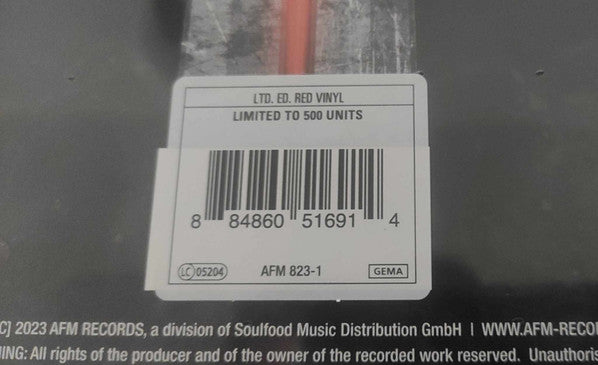 LTD. ED. RED VINYL
LIMITED TO 500 UNITS
8 84860 51691 4
LC 05204 AFM 823-1 GEMA
C] 2023 AFM RECORDS, a division of Soulfood Music Distribution GmbH I WWW.AFM-RECO
ING: All rights of the producer and of the owner of the recorded work reserved. Unauthoris